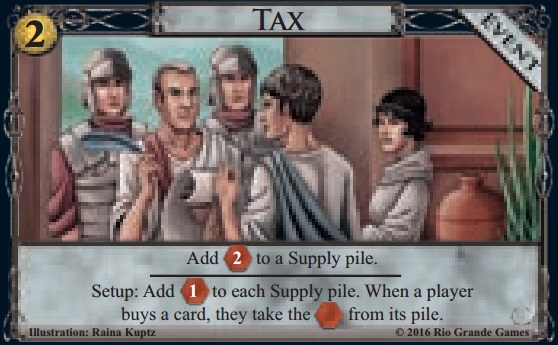 2
TAX
EVENT
Add 2 to a Supply pile.
Setup: Add 1 to each Supply pile. When a player
buys a card, they take the from its pile.
Illustration: Raina Kuptz
© 2016 Rio Grande Games